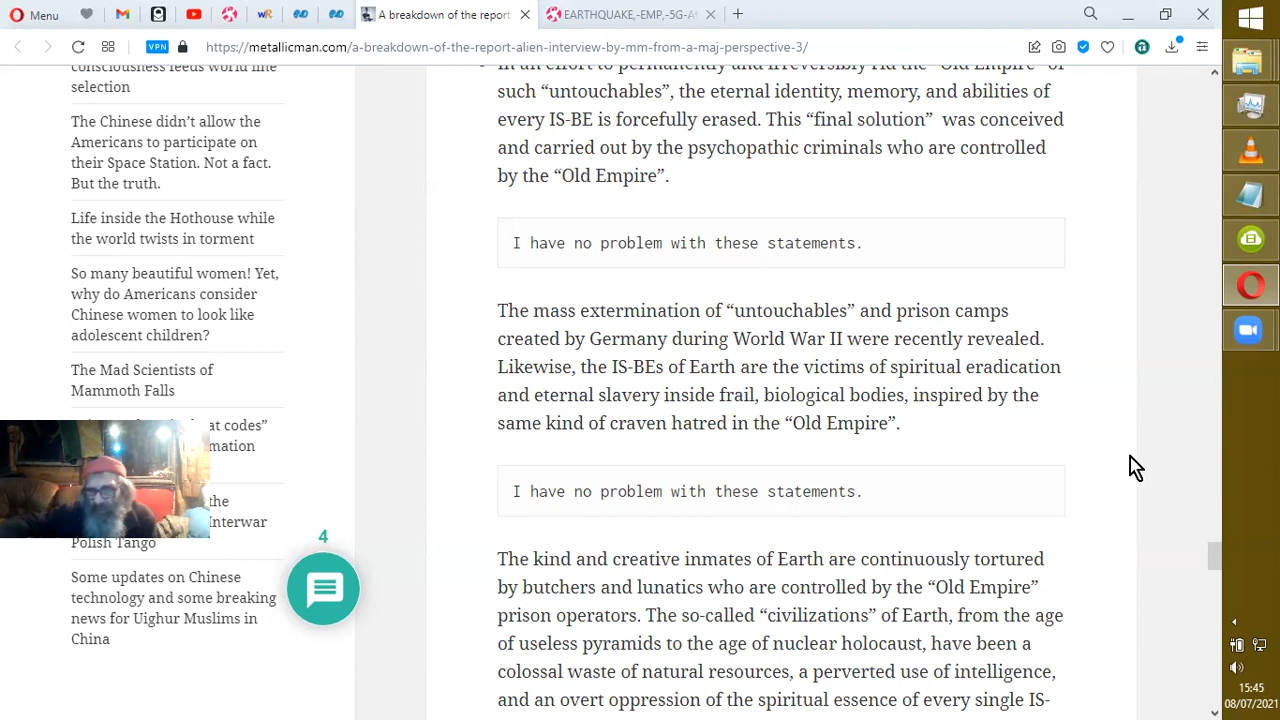 Menu
A breakdown of the report
EARTHQUAKE,-EMP,-5G-A
VPN
https://metallicman.com/a-breakdown-of-the-report-alien-interview-by-mm-from-a-maj-perspective-3/
consciousness feeds world line
selection
The Chinese didn’t allow the
Americans to participate on
their Space Station. Not a fact.
But the truth.
Life inside the Hothouse while
the world twists in torment
So many beautiful women! Yet,
why do Americans consider
Chinese women to look like
adolescent children?
The Mad Scientists of
Mammoth Falls
at codes”
mation
the
Interwar
Polish Tango
Some updates on Chinese
technology and some breaking
news for Uighur Muslims in
China
4
In an effort to permanently and irreversibly rid the “Old Empire” of
such “untouchables”, the eternal identity, memory, and abilities of
every IS-BE is forcefully erased. This “final solution” was conceived
and carried out by the psychopathic criminals who are controlled
by the “Old Empire”.
I have no problem with these statements.
The mass extermination of “untouchables” and prison camps
created by Germany during World War II were recently revealed.
Likewise, the IS-BEs of Earth are the victims of spiritual eradication
and eternal slavery inside frail, biological bodies, inspired by the
same kind of craven hatred in the “Old Empire”.
I have no problem with these statements.
The kind and creative inmates of Earth are continuously tortured
by butchers and lunatics who are controlled by the “Old Empire”
prison operators. The so-called “civilizations” of Earth, from the age
of useless pyramids to the age of nuclear holocaust, have been a
colossal waste of natural resources, a perverted use of intelligence,
and an overt oppression of the spiritual essence of every single IS-
15:45
08/07/2021